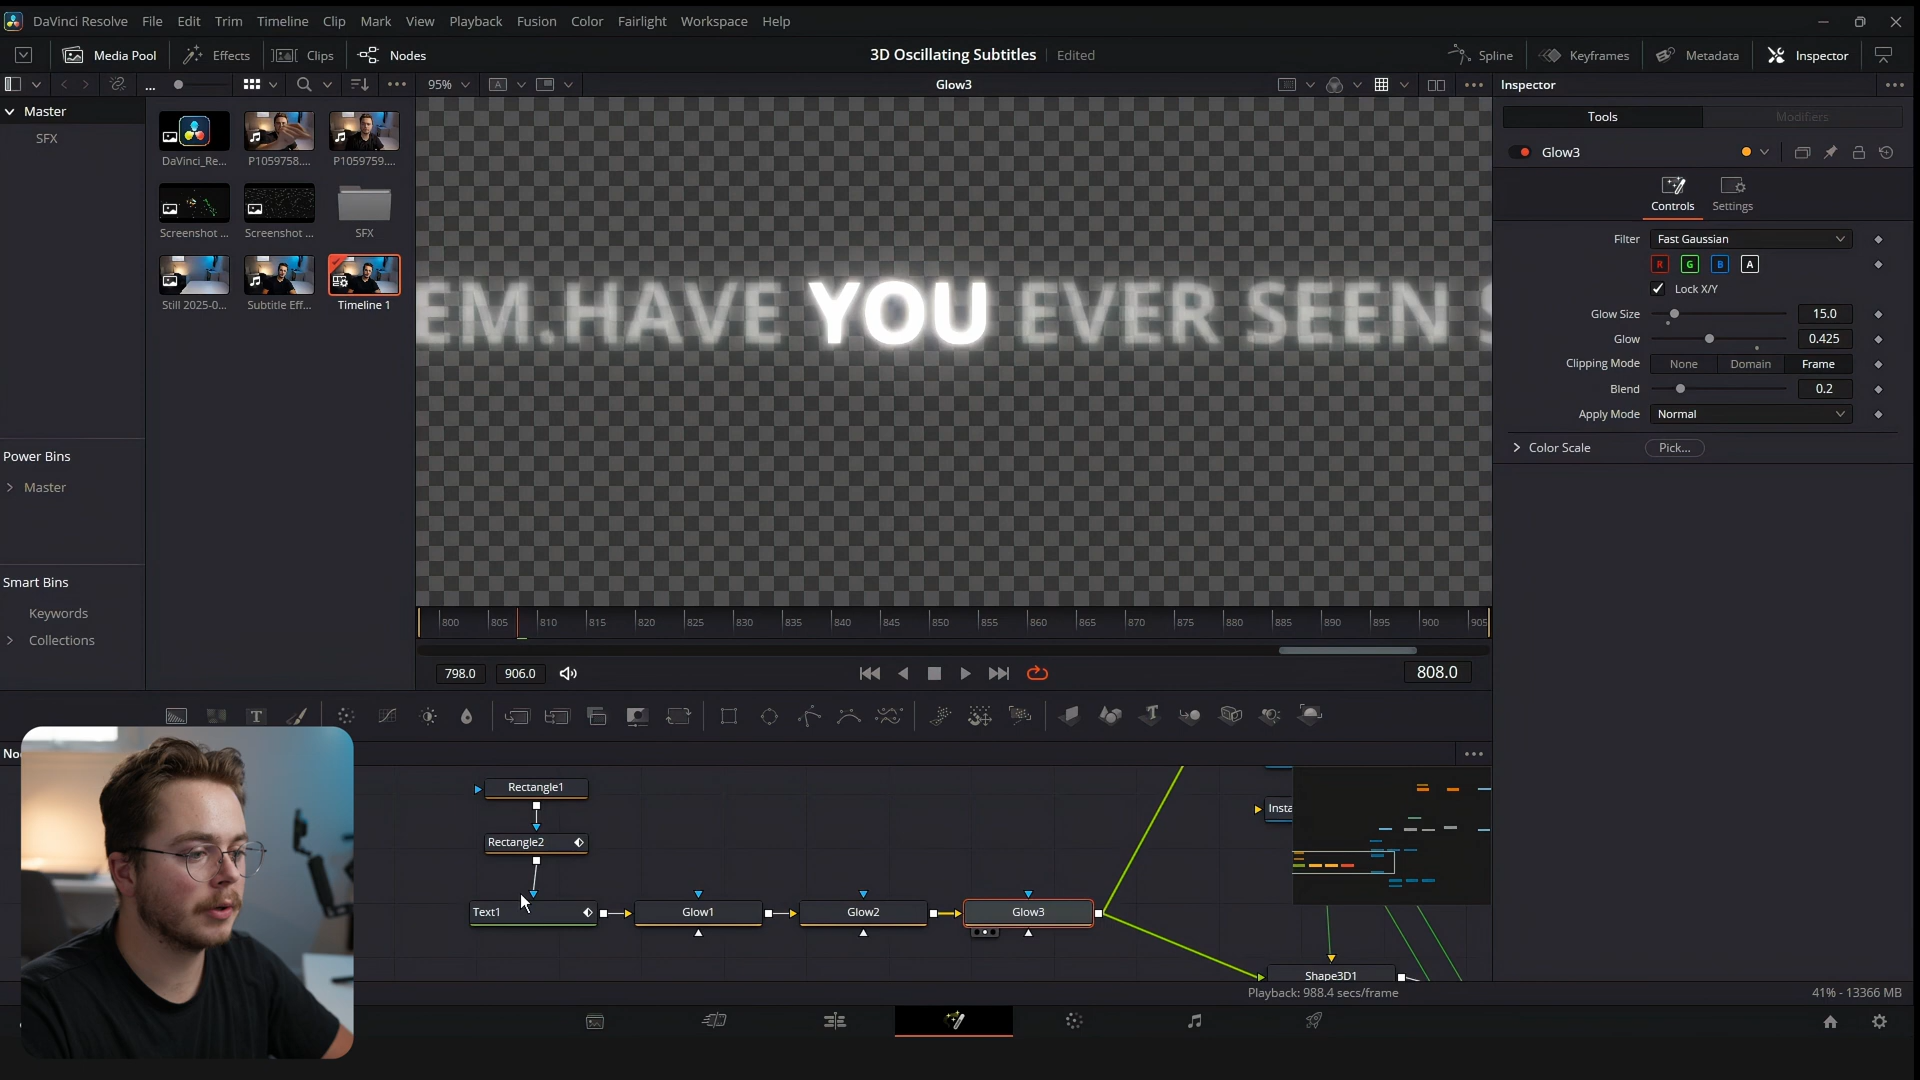 DaVinci Resolve File Edit Trim Timeline Clip Mark View Playback Fusion Color Fairlight Workspace Help
Media Pool Effects Clips Nodes 3D Oscillating Subtitles Edited Spline Keyframes Metadata Inspector
... 95% A Glow3 Inspector
Master
SFX
DaVinci_Re...
P1059758....
P1059759....
Screenshot ...
Screenshot ...
SFX
Still 2025-0...
Subtitle Eff...
Timeline 1
Power Bins
Master
Smart Bins
Keywords
Collections
EM.HAVE YOU EVER SEEN S
800 805 810 815 820 825 830 835 840 845 850 855 860 865 870 875 880 885 890 895 900 905
798.0 906.0 808.0
Tools Modifiers
Glow3
Controls Settings
Filter Fast Gaussian
R G B A
Lock X/Y
Glow Size 15.0
Glow 0.425
Clipping Mode None Domain Frame
Blend 0.2
Apply Mode Normal
Color Scale Pick...
T
T
No
Rectangle1
Insta
Rectangle2
Text1 Glow1 Glow2 Glow3
Shape3D1
Playback: 988.4 secs/frame 41% - 13366 MB